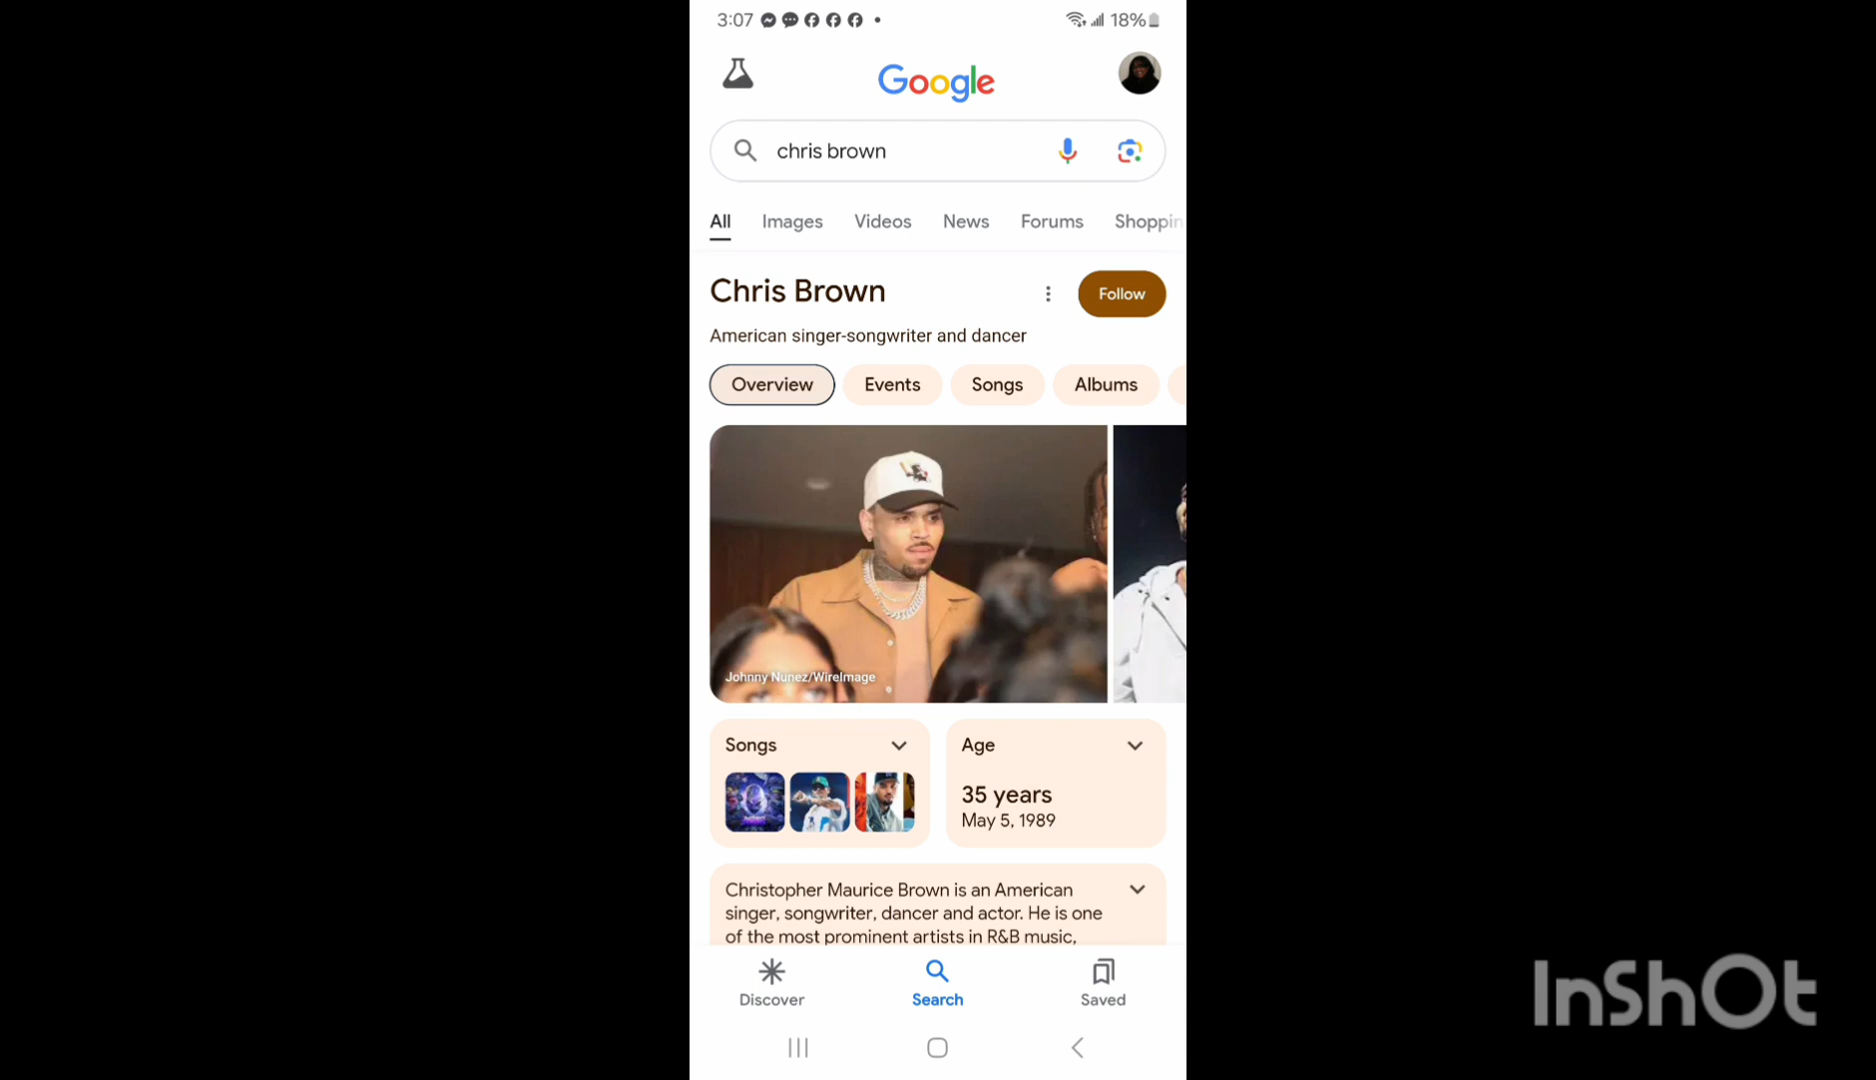 3:07
18%
Google
chris brown
All Images Videos News Forums Shoppin
Chris Brown
Follow
American singer-songwriter and dancer
Overview Events Songs Albums
Johnny Nunez/WireImage
Songs
Age
35 years
May 5, 1989
Christopher Maurice Brown is an American
singer, songwriter, dancer and actor. He is one
of the most prominent artists in R&B music,
Discover Search Saved
InShOt